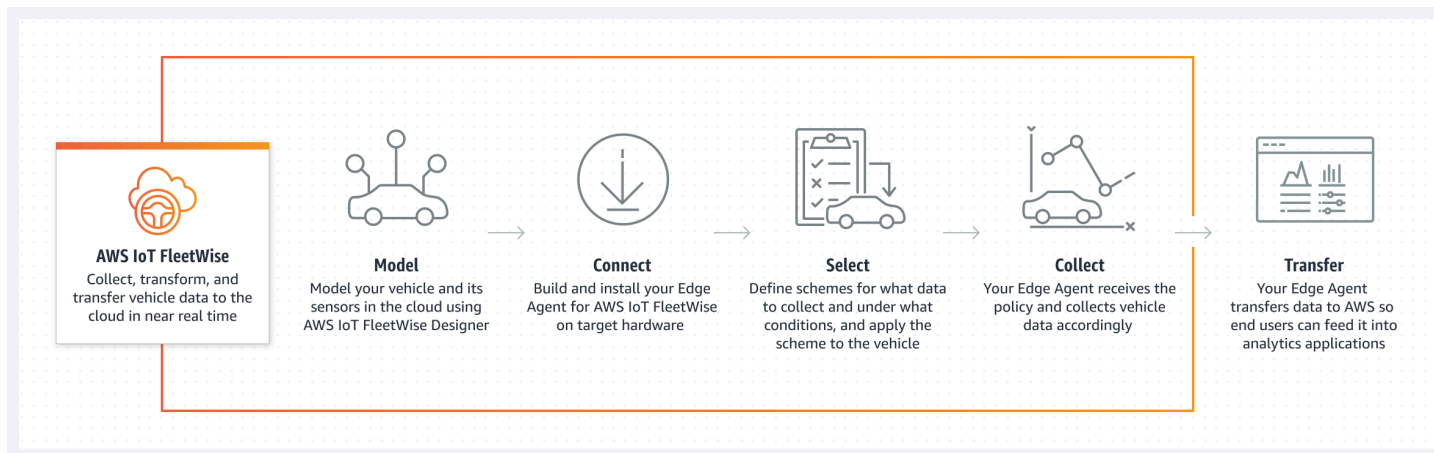 AWS IoT FleetWise
Collect, transform, and
transfer vehicle data to the
cloud in near real time
Model
Model your vehicle and its
sensors in the cloud using
AWS IoT FleetWise Designer
Connect
Build and install your Edge
Agent for AWS IoT FleetWise
on target hardware
Select
Define schemes for what data
to collect and under what
conditions, and apply the
scheme to the vehicle
Collect
Your Edge Agent receives the
policy and collects vehicle
data accordingly
Transfer
Your Edge Agent
transfers data to AWS so
end users can feed it into
analytics applications